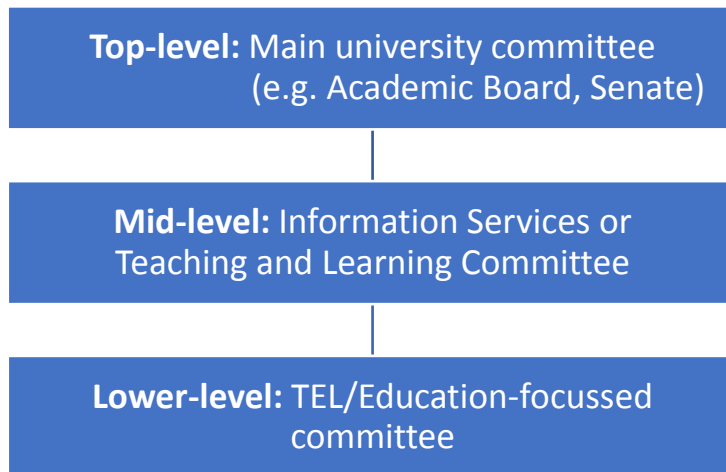 Top-level: Main university committee
(e.g. Academic Board, Senate)
Mid-level: Information Services or
Teaching and Learning Committee
Lower-level: TEL/Education-focussed
committee